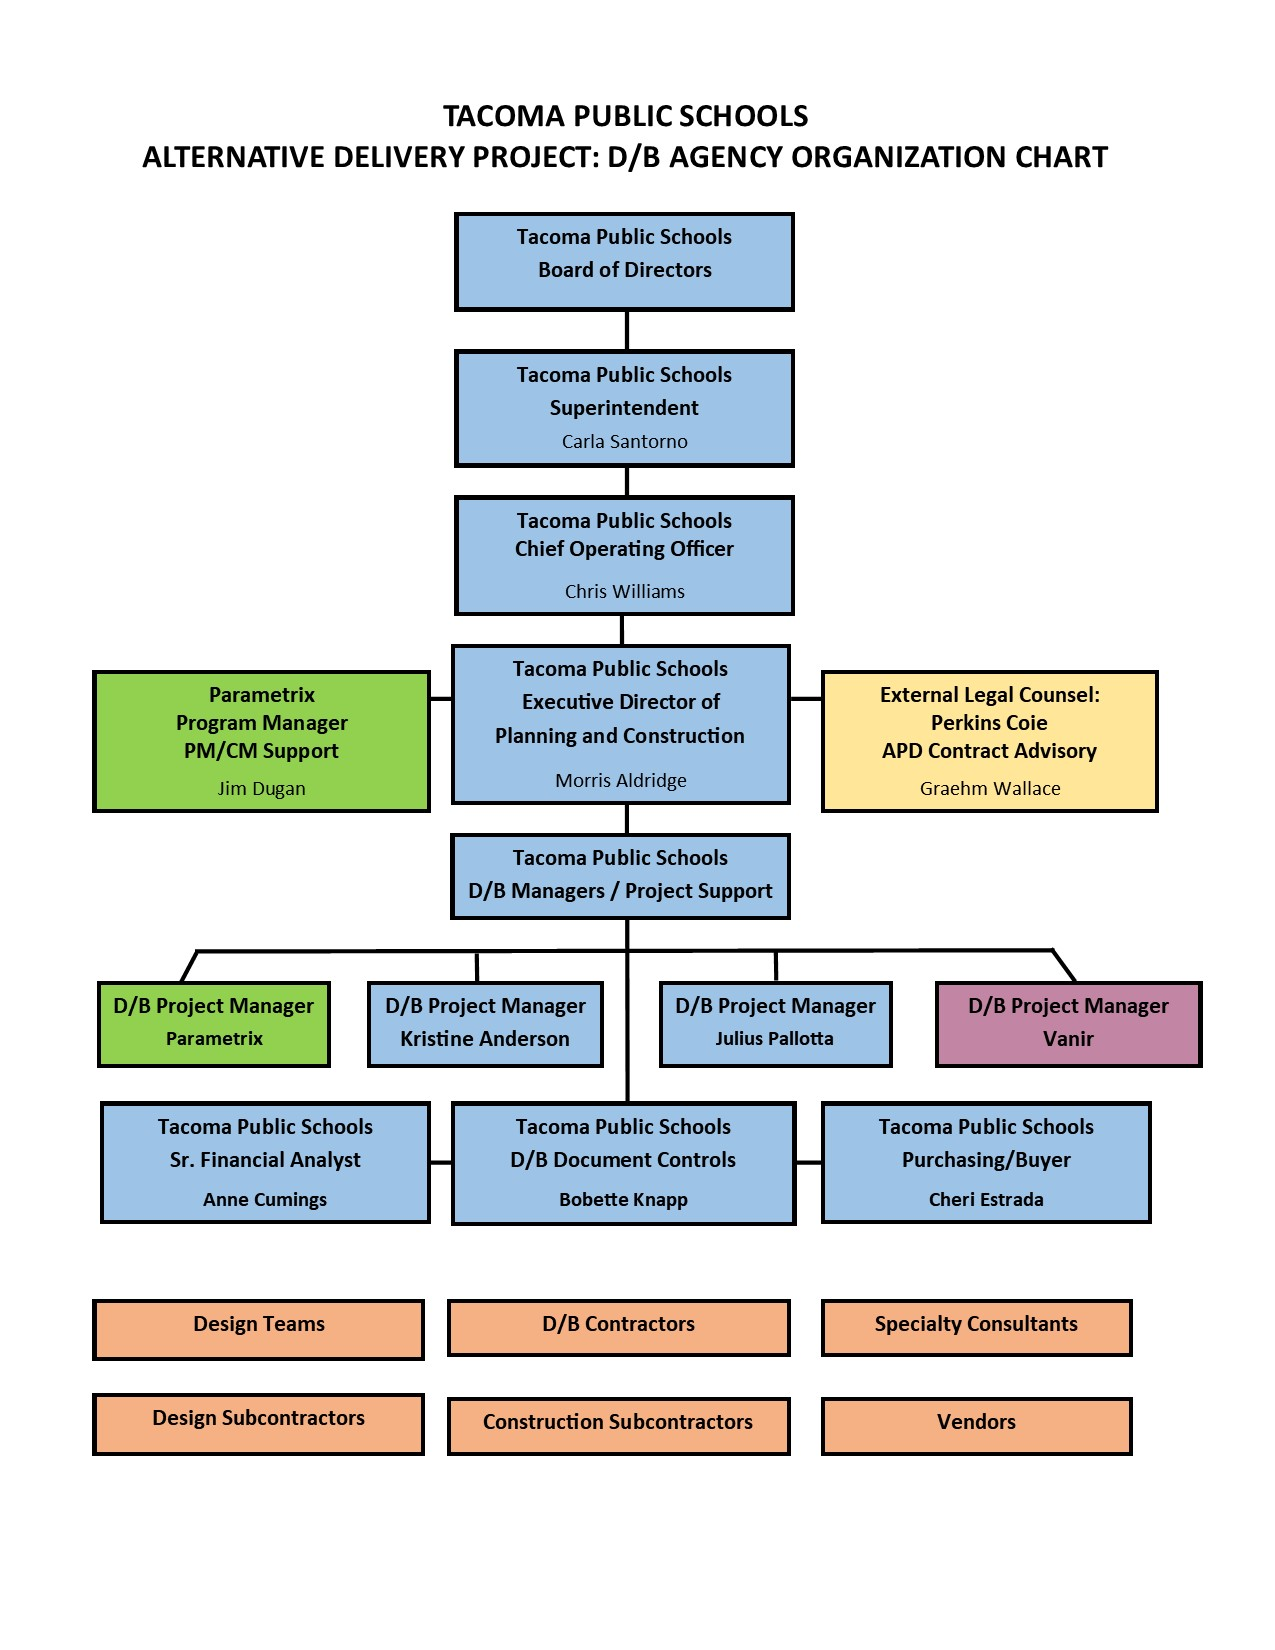 TACOMA PUBLIC SCHOOLS
ALTERNATIVE DELIVERY PROJECT: D/B AGENCY ORGANIZATION CHART
Tacoma Public Schools
Board of Directors
Tacoma Public Schools
Superintendent
Carla Santorno
Tacoma Public Schools
Chief Operating Officer
Chris Williams
Parametrix
Program Manager
PM/CM Support
Jim Dugan
Tacoma Public Schools
Executive Director of
Planning and Construction
Morris Aldridge
External Legal Counsel:
Perkins Coie
APD Contract Advisory
Graehm Wallace
Tacoma Public Schools
D/B Managers / Project Support
D/B Project Manager
Parametrix
D/B Project Manager
Kristine Anderson
D/B Project Manager
Julius Pallotta
D/B Project Manager
Vanir
Tacoma Public Schools
Sr. Financial Analyst
Anne Cumings
Tacoma Public Schools
D/B Document Controls
Bobette Knapp
Tacoma Public Schools
Purchasing/Buyer
Cheri Estrada
Design Teams
D/B Contractors
Specialty Consultants
Design Subcontractors
Construction Subcontractors
Vendors